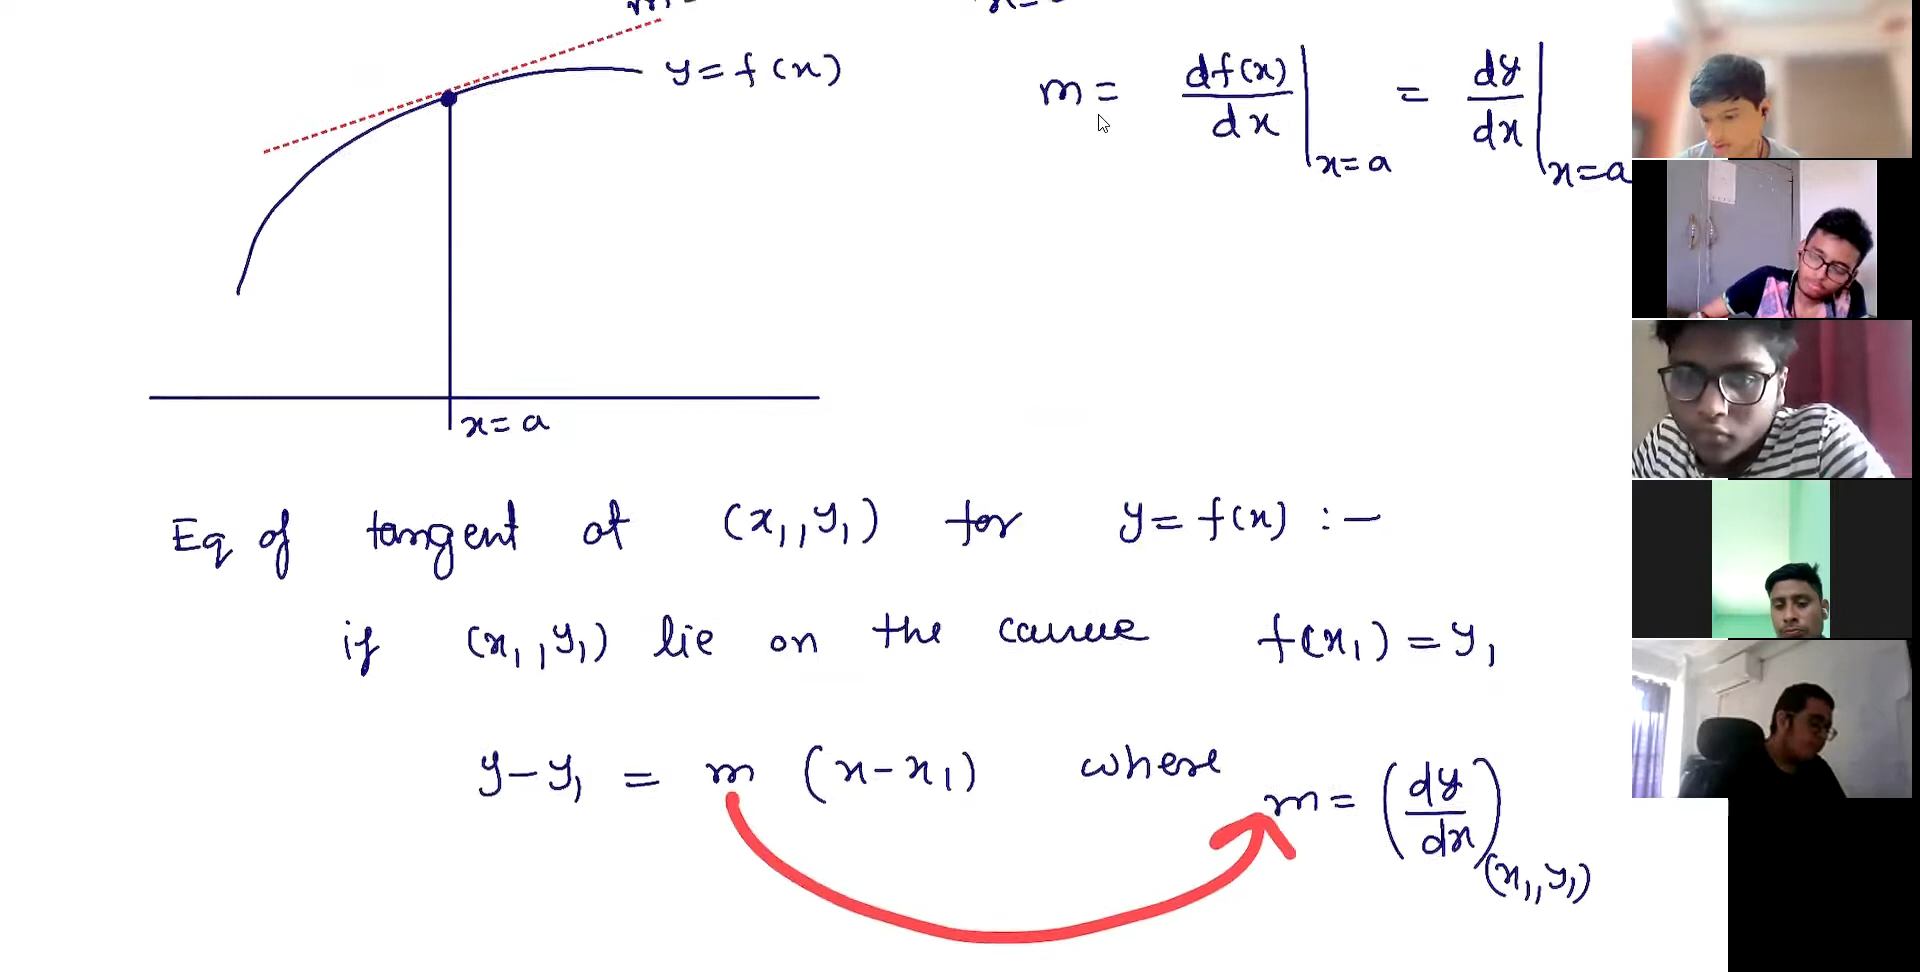 y = f(x)
m = df(x)/dx |x=a = dy/dx |x=a
x = a
Eq of tangent at (x₁, y₁) for y = f(x) :-
if (x₁, y₁) lie on the curve f(x₁) = y₁
y - y₁ = m (x - x₁) where m = (dy/dx)(x₁, y₁)